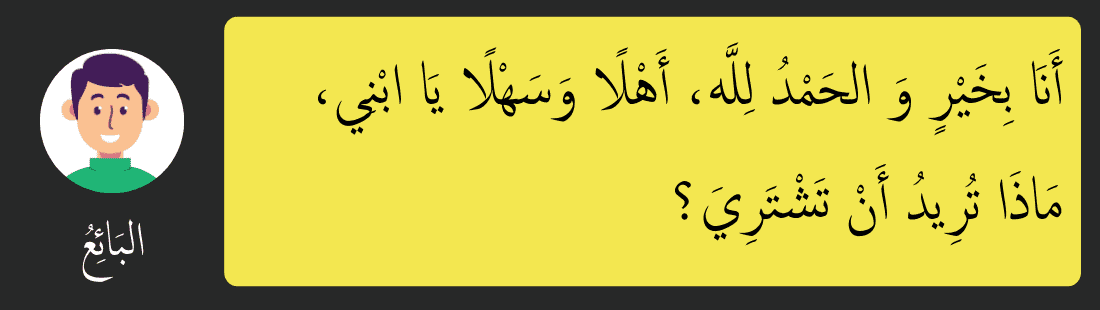 أَنَا بِخَيْرٍ وَ الحَمْدُ لِلَّه، أَهْلًا وَسَهْلًا يَا ابْنِي،
مَاذَا تُرِيدُ أَنْ تَشْتَرِيَ؟
البَائِعُ